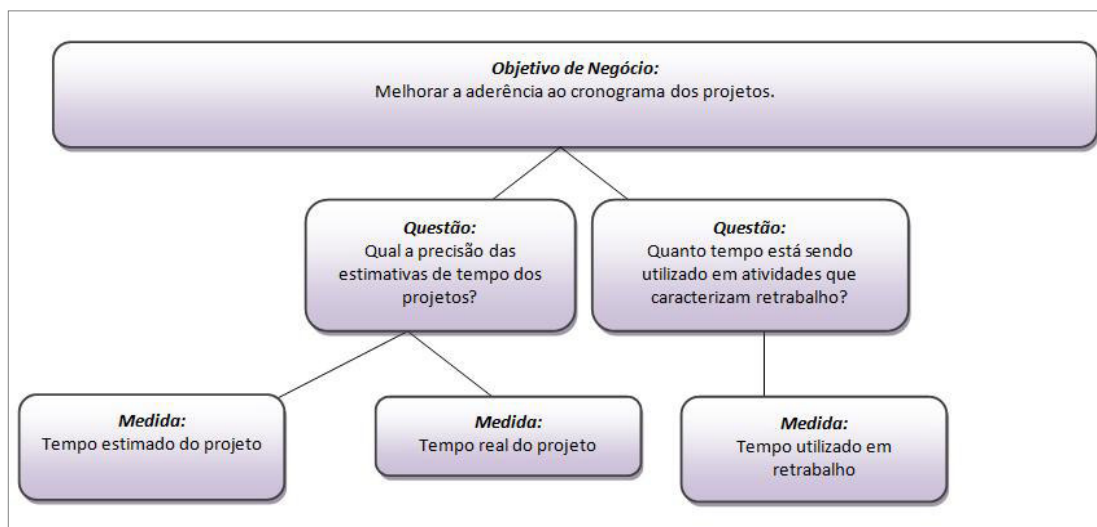 Objetivo de Negócio:
Melhorar a aderência ao cronograma dos projetos.
Questão:
Qual a precisão das
estimativas de tempo dos
projetos?
Questão:
Quanto tempo está sendo
utilizado em atividades que
caracterizam retrabalho?
Medida:
Tempo estimado do projeto
Medida:
Tempo real do projeto
Medida:
Tempo utilizado em
retrabalho